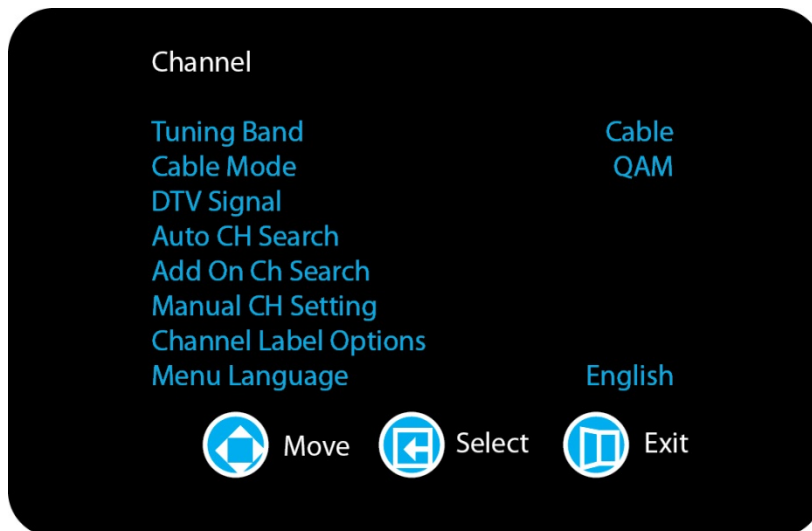 Channel
Tuning Band Cable
Cable Mode QAM
DTV Signal
Auto CH Search
Add On Ch Search
Manual CH Setting
Channel Label Options
Menu Language English
Move Select Exit